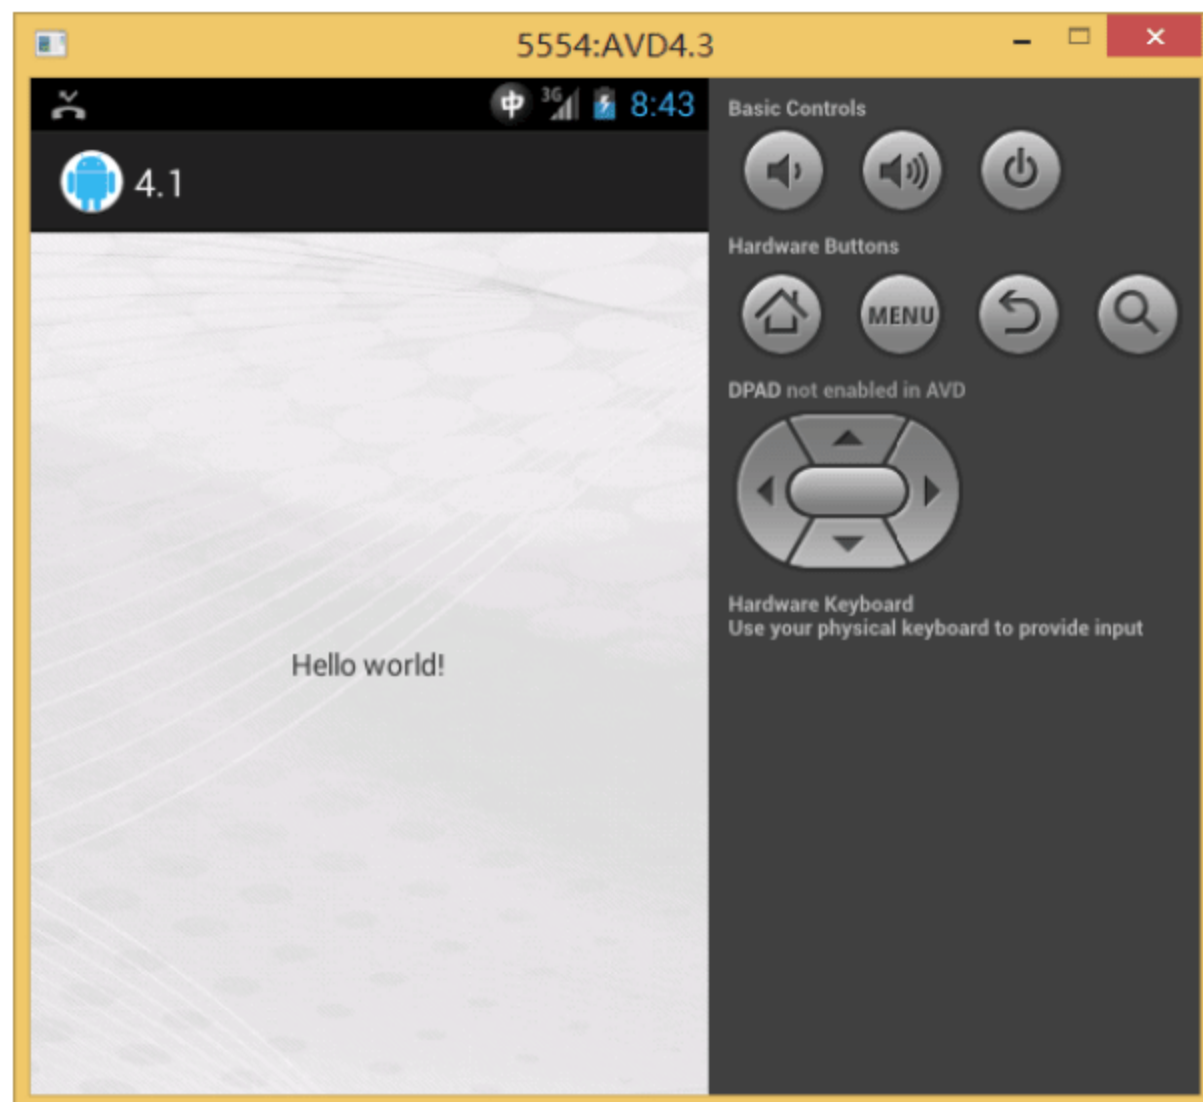 5554:AVD4.3
中 3G 8:43
4.1
Hello world!
Basic Controls
Hardware Buttons
MENU
DPAD not enabled in AVD
Hardware Keyboard
Use your physical keyboard to provide input